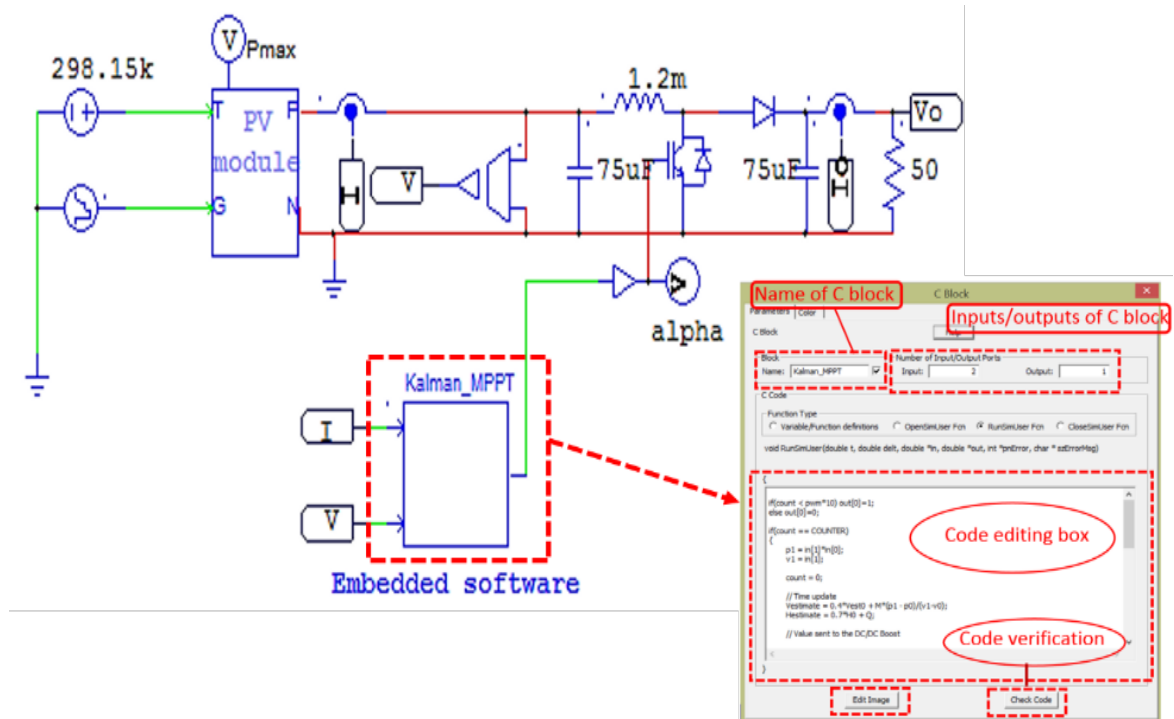 V
Pmax
298.15k
1.2m
T P
PV
module
G N
I
V
75uF
75uF
Io
Vo
50
alpha
V
Kalman_MPPT
I
V
Embedded software
Name of C block
C Block
Inputs/outputs of C block
Parameters Color
C Block
Help
Block
Name: Kalman_MPPT
Number of Input/Output Ports
Input: 2 Output: 1
C Code
Function Type
Variable/Function definitions OpenSimUser Fcn RunSimUser Fcn CloseSimUser Fcn
void RunSimUser(double t, double delt, double *in, double *out, int *pnError, char * szErrorMsg)
{
if(count < pwm*10) out[0]=1;
else out[0]=0;
if(count == COUNTER)
{
p1 = in[1]*in[0];
v1 = in[1];
count = 0;
// Time update
Vestimate = 0.4*Vest0 + M*(p1 - p0)/(v1-v0);
Hestimate = 0.7*H0 + Q;
// Value sent to the DC/DC Boost
}
Code editing box
Code verification
Edit Image
Check Code